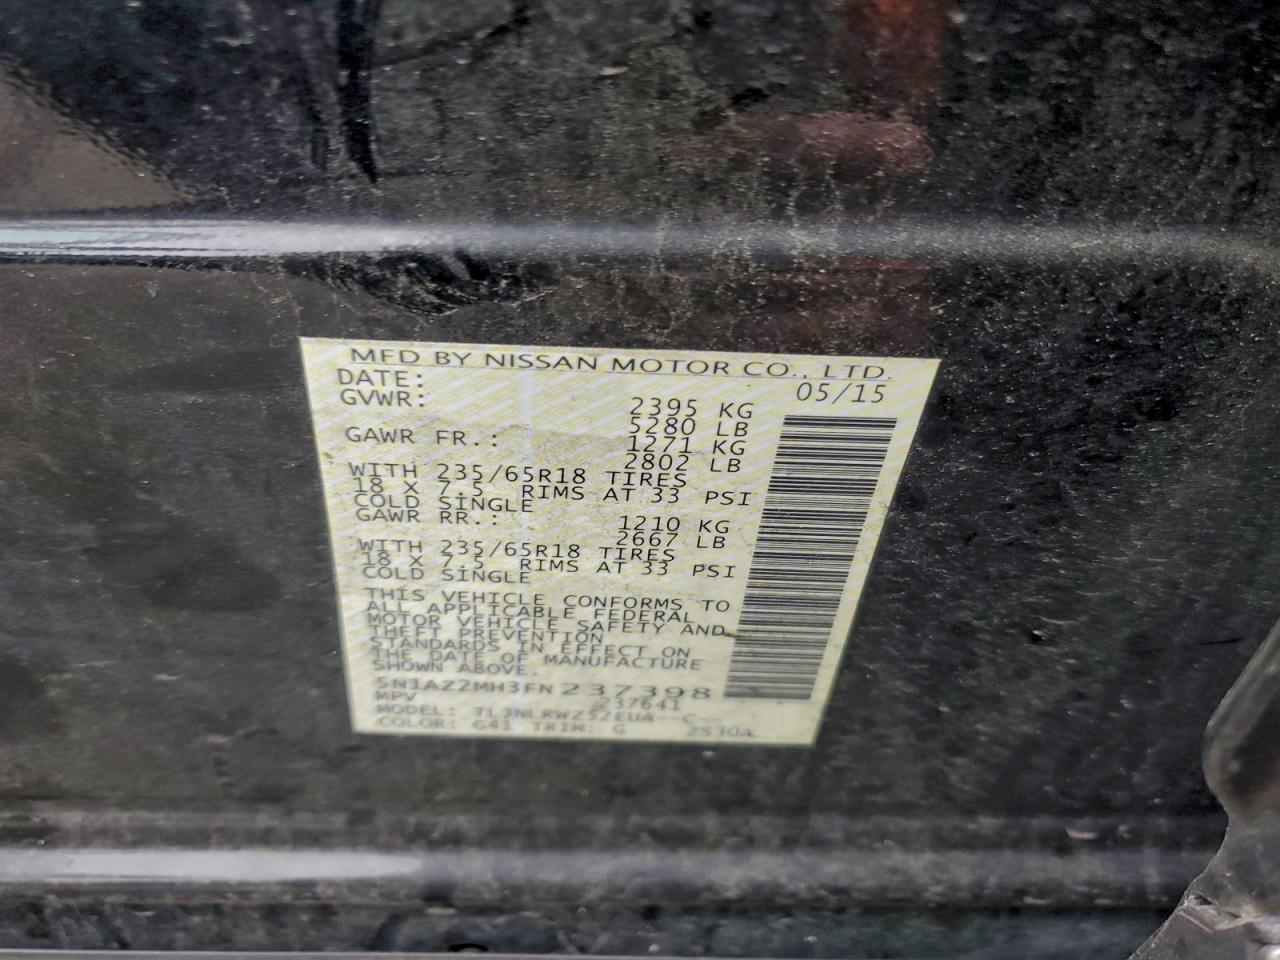 MFD BY NISSAN MOTOR CO., LTD.
DATE: 05/15
GVWR: 2395 KG
5280 LB
GAWR FR.: 1271 KG
2802 LB
WITH 235/65R18 TIRES
18 X 7.5 RIMS AT 33 PSI
COLD SINGLE
GAWR RR.: 1210 KG
2667 LB
WITH 235/65R18 TIRES
18 X 7.5 RIMS AT 33 PSI
COLD SINGLE
THIS VEHICLE CONFORMS TO
ALL APPLICABLE FEDERAL
MOTOR VEHICLE SAFETY AND
THEFT PREVENTION
STANDARDS IN EFFECT ON
THE DATE OF MANUFACTURE
SHOWN ABOVE.
5N1AZ2MH3FN237398
MPV 237641
MODEL:
COLOR: G41 TRIM: G 2S30A